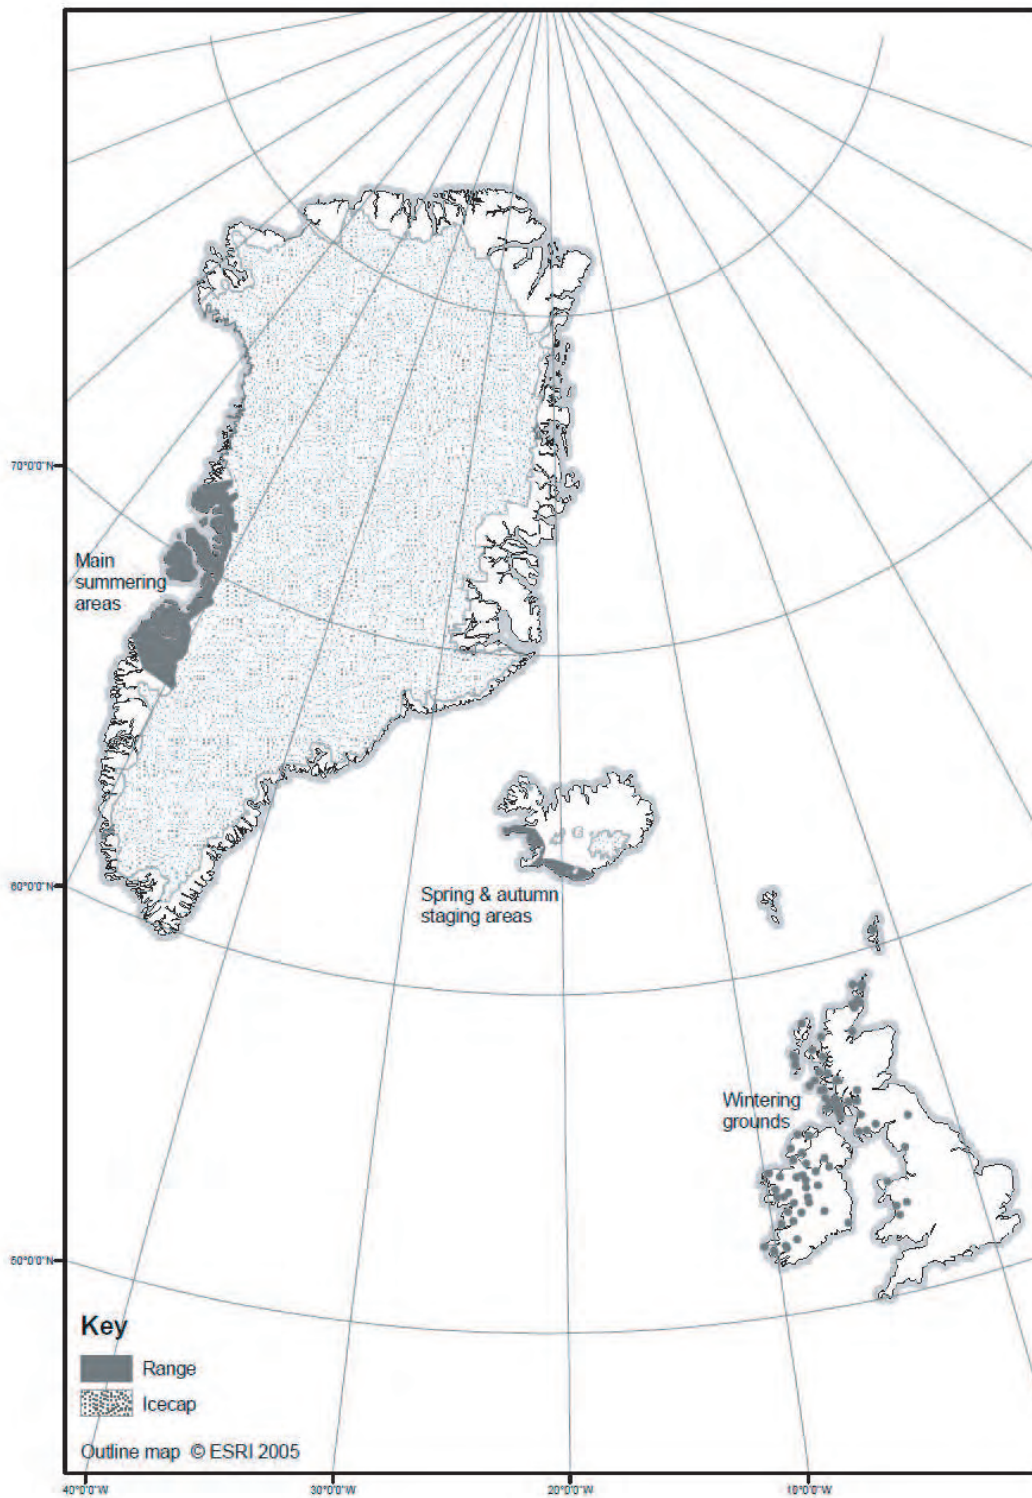 70°0'0"N
Main
summering
areas
60°0'0"N
Spring & autumn
staging areas
Wintering
grounds
50°0'0"N
Key
Range
Icecap
Outline map © ESRI 2005
40°0'0"W
30°0'0"W
20°0'0"W
10°0'0"W